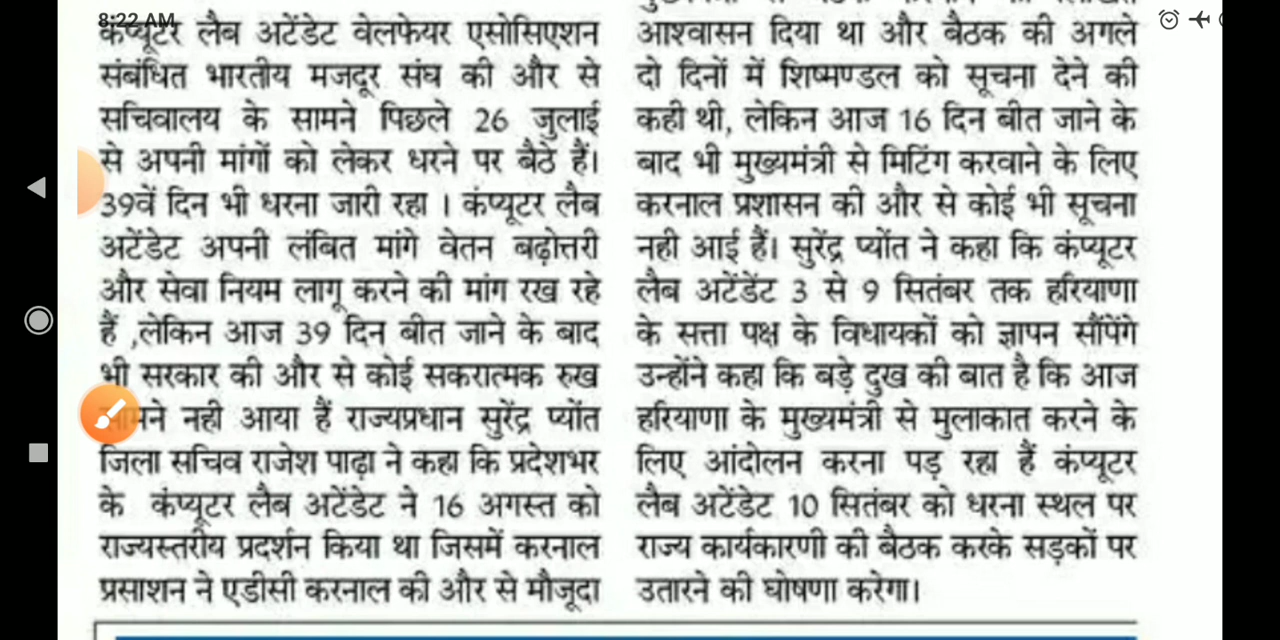 8:22 AM
कंप्यूटर लैब अटेंडेट वेलफेयर एसोसिएशन
संबंधित भारतीय मजदूर संघ की और से
सचिवालय के सामने पिछले 26 जुलाई
से अपनी मांगों को लेकर धरने पर बैठे हैं।
39वें दिन भी धरना जारी रहा । कंप्यूटर लैब
अटेंडेट अपनी लंबित मांगे वेतन बढ़ोत्तरी
और सेवा नियम लागू करने की मांग रख रहे
हैं ,लेकिन आज 39 दिन बीत जाने के बाद
भी सरकार की और से कोई सकरात्मक रुख
नही आया हैं राज्यप्रधान सुरेंद्र प्योंत
जिला सचिव राजेश पाढ़ा ने कहा कि प्रदेशभर
के कंप्यूटर लैब अटेंडेट ने 16 अगस्त को
राज्यस्तरीय प्रदर्शन किया था जिसमें करनाल
प्रसाशन ने एडीसी करनाल की और से मौजूदा
आश्वासन दिया था और बैठक की अगले
दो दिनों में शिष्मण्डल को सूचना देने की
कही थी, लेकिन आज 16 दिन बीत जाने के
बाद भी मुख्यमंत्री से मिटिंग करवाने के लिए
करनाल प्रशासन की और से कोई भी सूचना
नही आई हैं। सुरेंद्र प्योंत ने कहा कि कंप्यूटर
लैब अटेंडेंट 3 से 9 सितंबर तक हरियाणा
के सत्ता पक्ष के विधायकों को ज्ञापन सौंपेंगे
उन्होंने कहा कि बड़े दुख की बात है कि आज
हरियाणा के मुख्यमंत्री से मुलाकात करने के
लिए आंदोलन करना पड़ रहा हैं कंप्यूटर
लैब अटेंडेट 10 सितंबर को धरना स्थल पर
राज्य कार्यकारणी की बैठक करके सड़कों पर
उतारने की घोषणा करेगा।